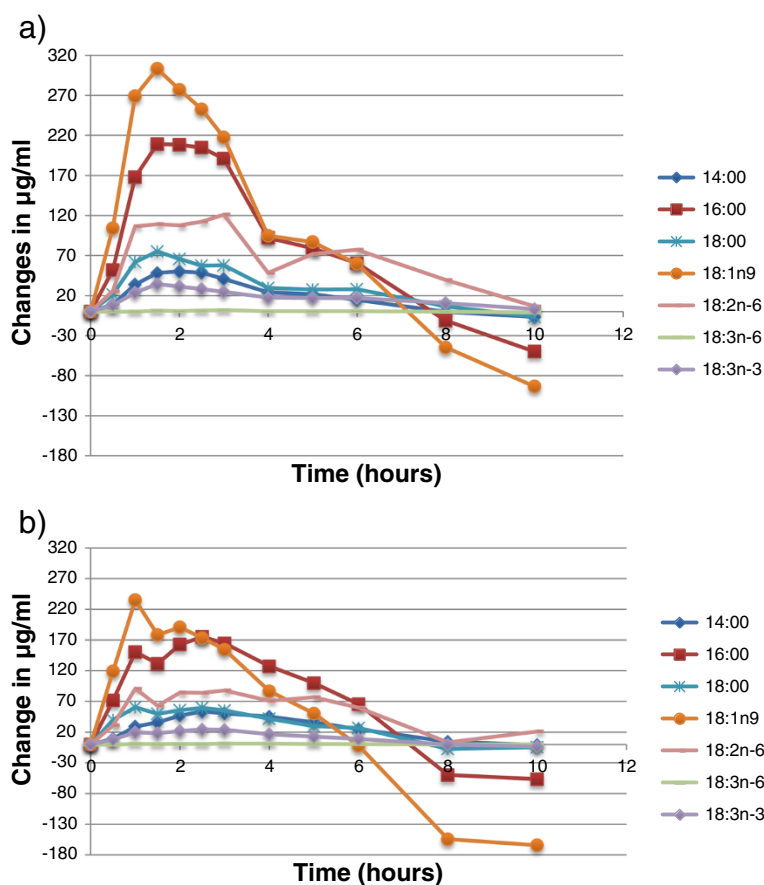 a)
320
270
220
170
120
70
20
-30
-80
-130
-180
Changes in µg/ml
0 2 4 6 8 10 12
Time (hours)
14:00
16:00
18:00
18:1n9
18:2n-6
18:3n-6
18:3n-3
b)
320
270
220
170
120
70
20
-30
-80
-130
-180
Change in µg/ml
0 2 4 6 8 10 12
Time (hours)
14:00
16:00
18:00
18:1n9
18:2n-6
18:3n-6
18:3n-3